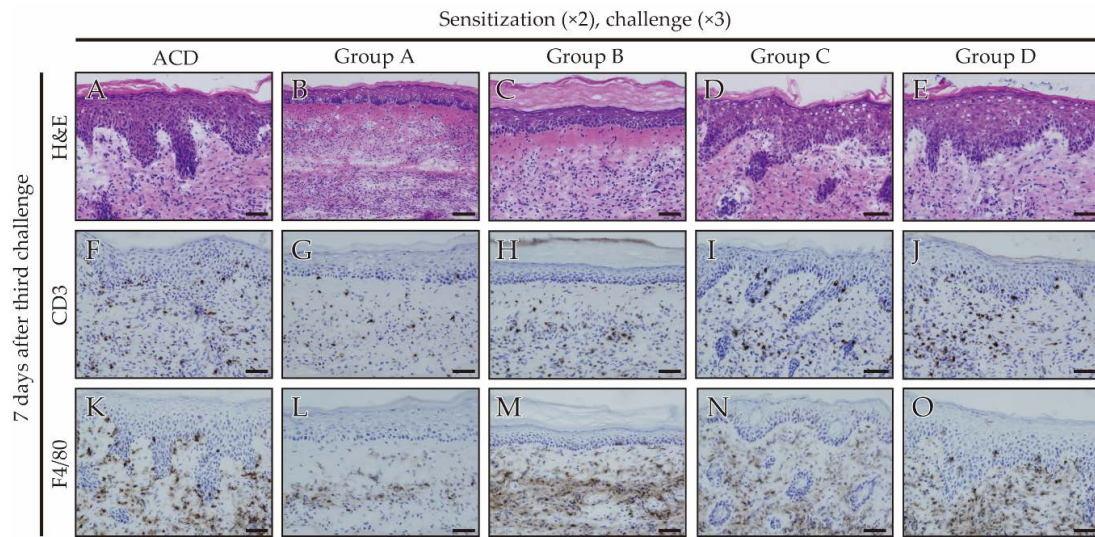 Sensitization (×2), challenge (×3)
ACD Group A Group B Group C Group D
7 days after third challenge
H&E
A B C D E
CD3
F G H I J
F4/80
K L M N O